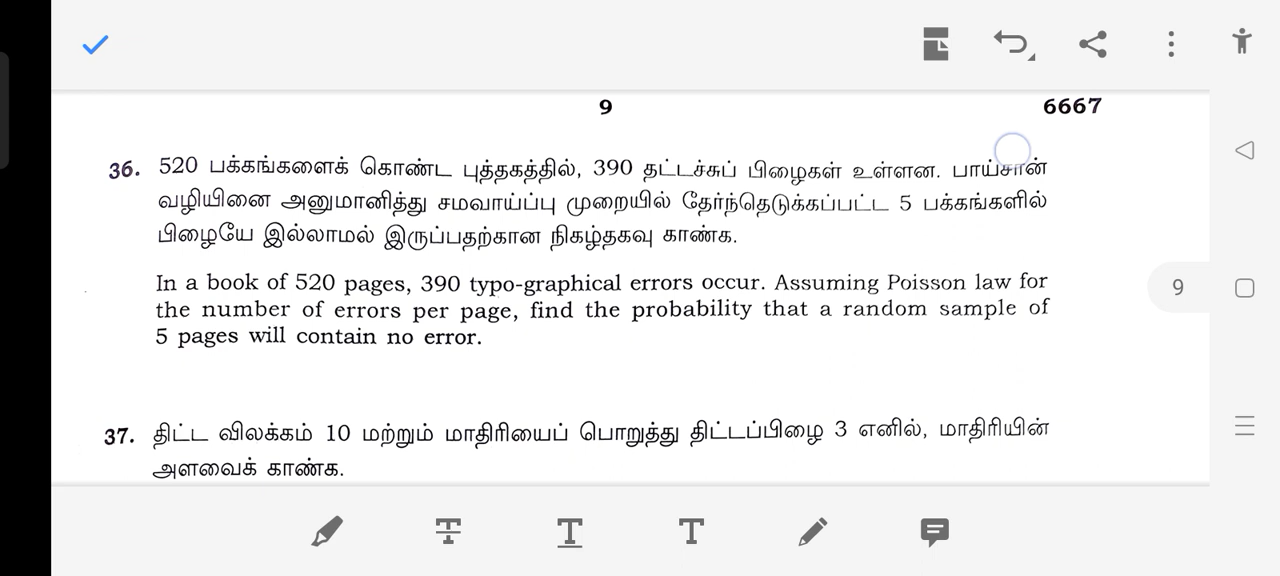 9 6667
36. 520 பக்கங்களைக் கொண்ட புத்தகத்தில், 390 தட்டச்சுப் பிழைகள் உள்ளன. பாய்சான்
வழியினை அனுமானித்து சமவாய்ப்பு முறையில் தேர்ந்தெடுக்கப்பட்ட 5 பக்கங்களில்
பிழையே இல்லாமல் இருப்பதற்கான நிகழ்தகவு காண்க.
In a book of 520 pages, 390 typo-graphical errors occur. Assuming Poisson law for
the number of errors per page, find the probability that a random sample of
5 pages will contain no error.
9
37. திட்ட விலக்கம் 10 மற்றும் மாதிரியைப் பொறுத்து திட்டப்பிழை 3 எனில், மாதிரியின்
அளவைக் காண்க.